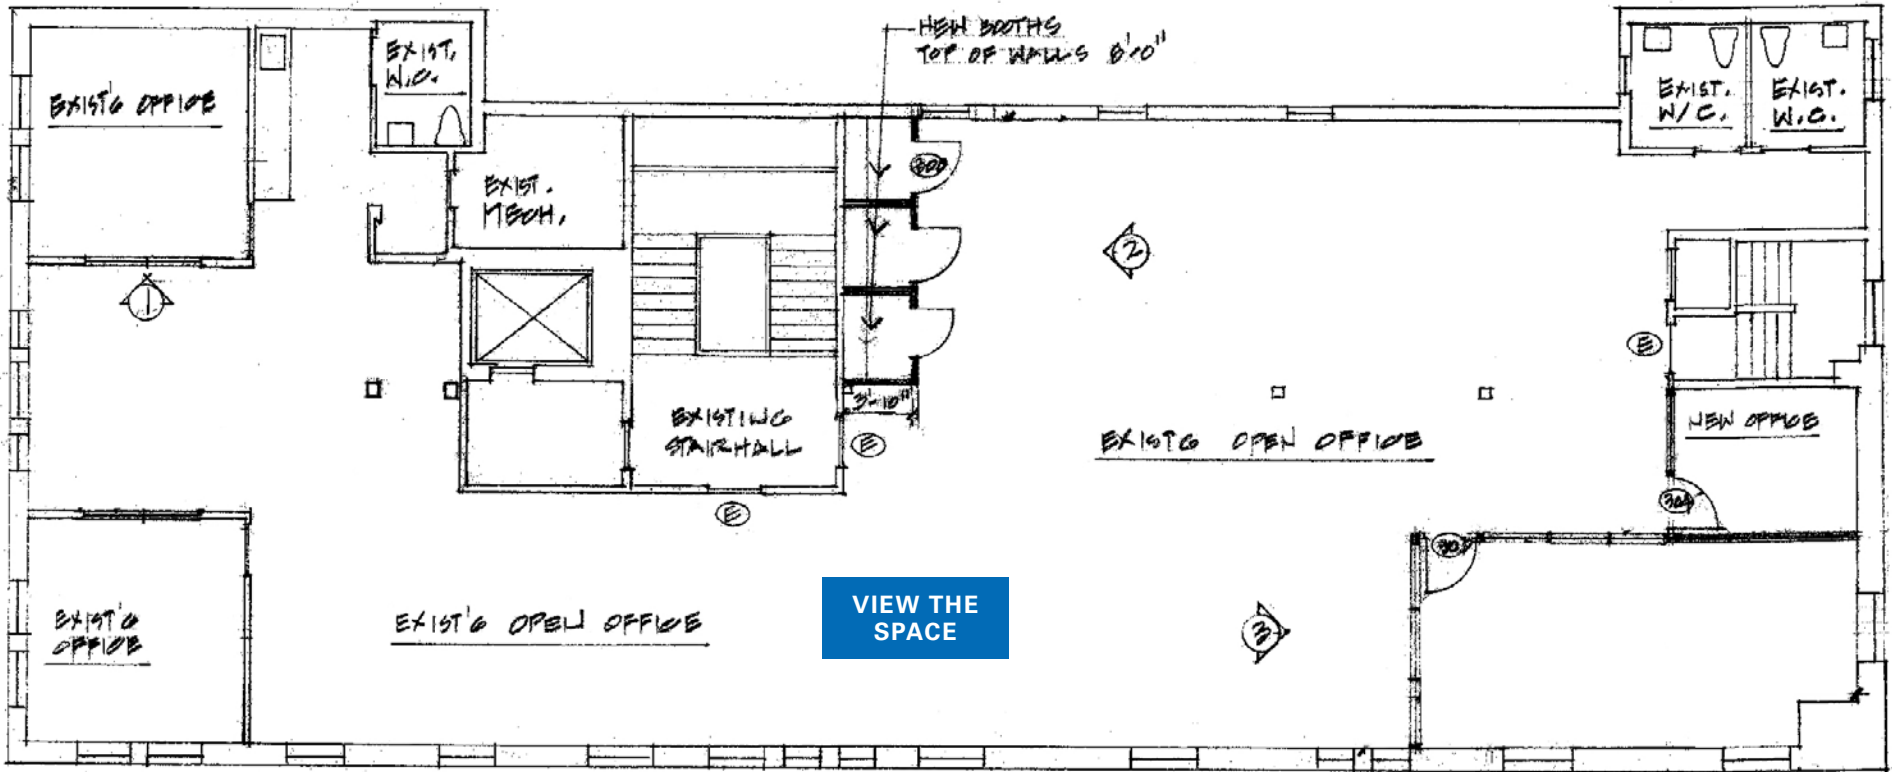 EXIST'G OFFICE
EXIST.
W.C.
NEW BOOTHS
TOP OF WALLS 8'-0"
EXIST.
W/C.
EXIST.
W.C.
EXIST.
MECH.
1
2
E
3'-10"
EXISTING
STAIRHALL
E
E
EXIST'G OPEN OFFICE
NEW OFFICE
304
EXIST'G
OFFICE
EXIST'G OPEN OFFICE
VIEW THE
SPACE
3